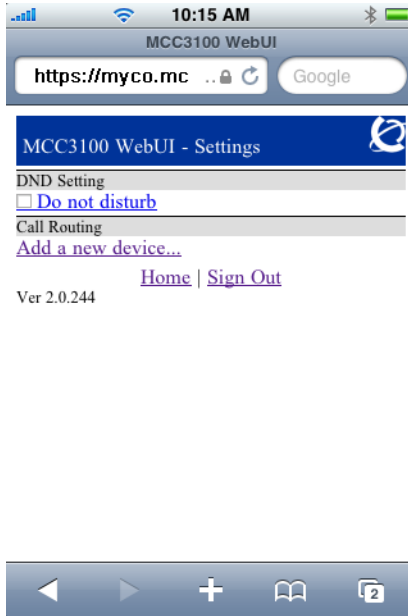 10:15 AM
MCC3100 WebUI
https://myco.mc .. Google
MCC3100 WebUI - Settings
DND Setting
Do not disturb
Call Routing
Add a new device...
Home | Sign Out
Ver 2.0.244
2